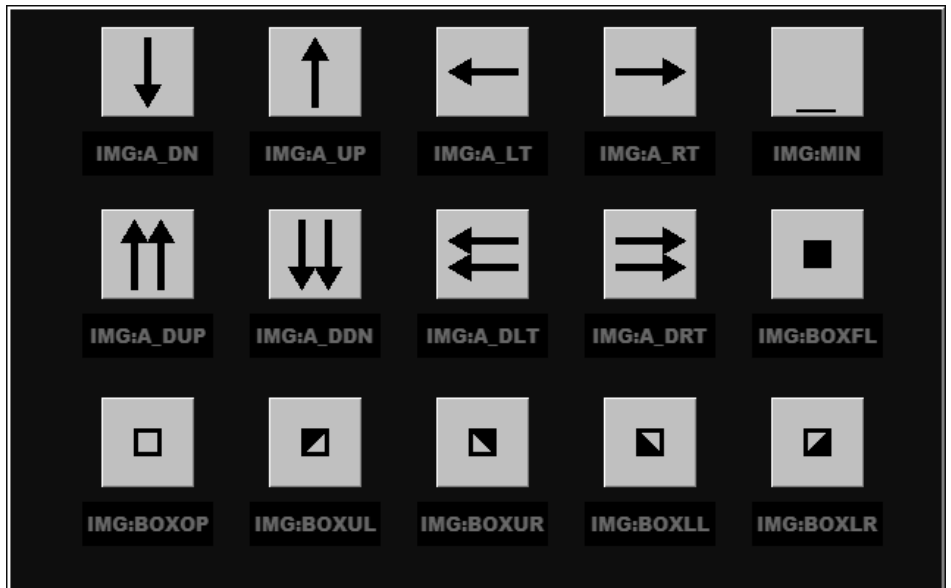 IMG:A_DN IMG:A_UP IMG:A_LT IMG:A_RT IMG:MIN
IMG:A_DUP IMG:A_DDN IMG:A_DLT IMG:A_DRT IMG:BOXFL
IMG:BOXOP IMG:BOXUL IMG:BOXUR IMG:BOXLL IMG:BOXLR